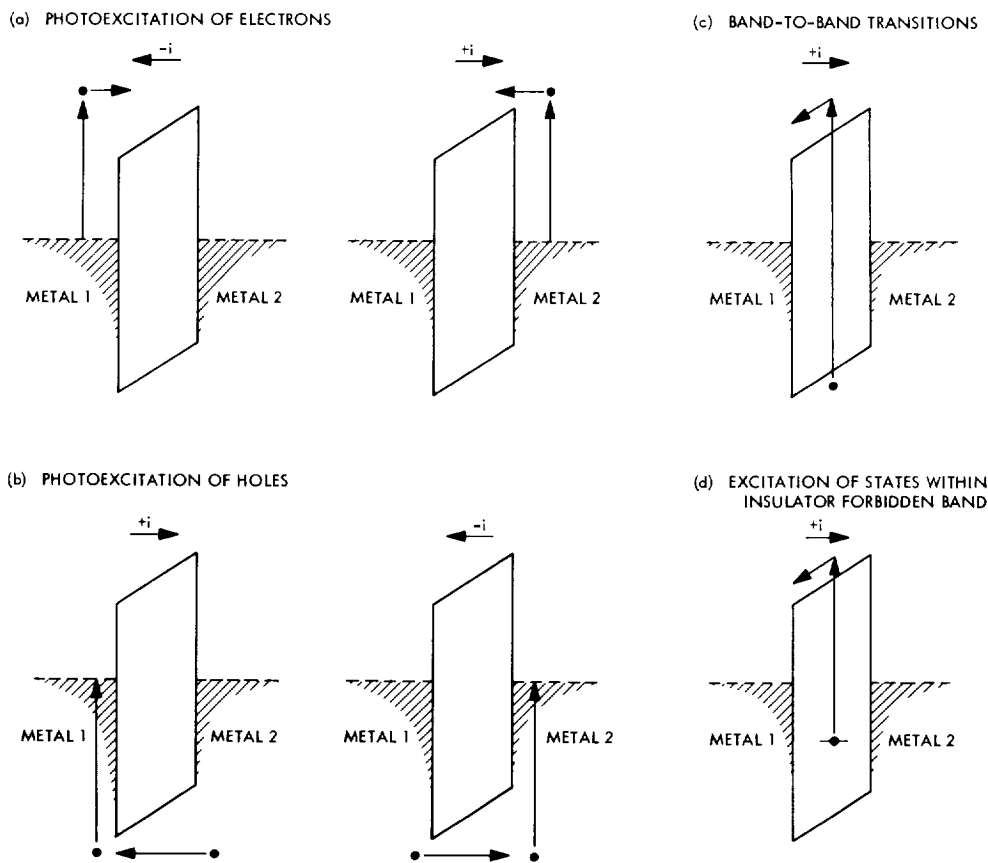 (a) PHOTOEXCITATION OF ELECTRONS
-i
+i
METAL 1
METAL 2
METAL 1
METAL 2
(c) BAND-TO-BAND TRANSITIONS
+i
METAL 1
METAL 2
(b) PHOTOEXCITATION OF HOLES
+i
-i
METAL 1
METAL 2
METAL 1
METAL 2
(d) EXCITATION OF STATES WITHIN
INSULATOR FORBIDDEN BAND
+i
METAL 1
METAL 2